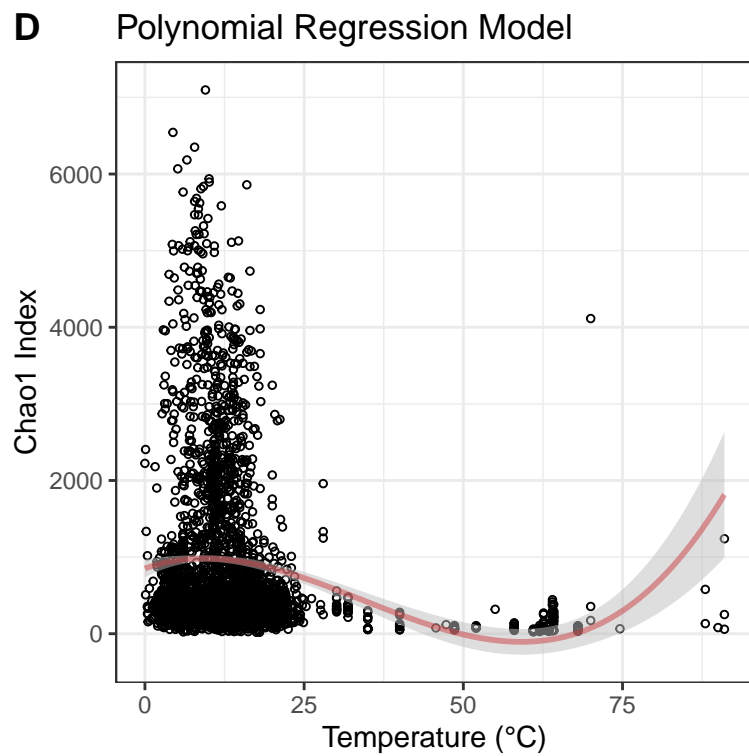 D Polynomial Regression Model
Chao1 Index
6000
4000
2000
0
0 25 50 75
Temperature (°C)